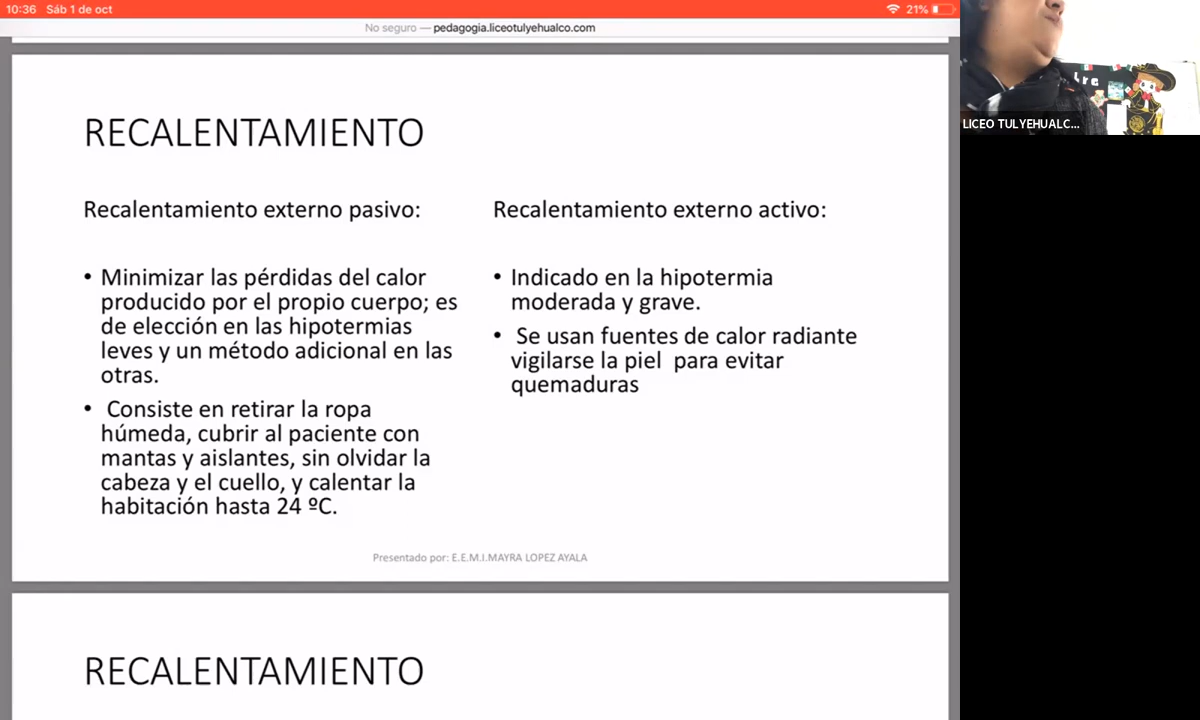 10:36 Sáb 1 de oct
21%
No seguro — pedagogia.liceotulyehualco.com
RECALENTAMIENTO
Recalentamiento externo pasivo:
• Minimizar las pérdidas del calor
producido por el propio cuerpo; es
de elección en las hipotermias
leves y un método adicional en las
otras.
• Consiste en retirar la ropa
húmeda, cubrir al paciente con
mantas y aislantes, sin olvidar la
cabeza y el cuello, y calentar la
habitación hasta 24 ºC.
Recalentamiento externo activo:
• Indicado en la hipotermia
moderada y grave.
• Se usan fuentes de calor radiante
vigilarse la piel para evitar
quemaduras
Presentado por: E.E.M.I.MAYRA LOPEZ AYALA
RECALENTAMIENTO
LICEO TULYEHUALC...